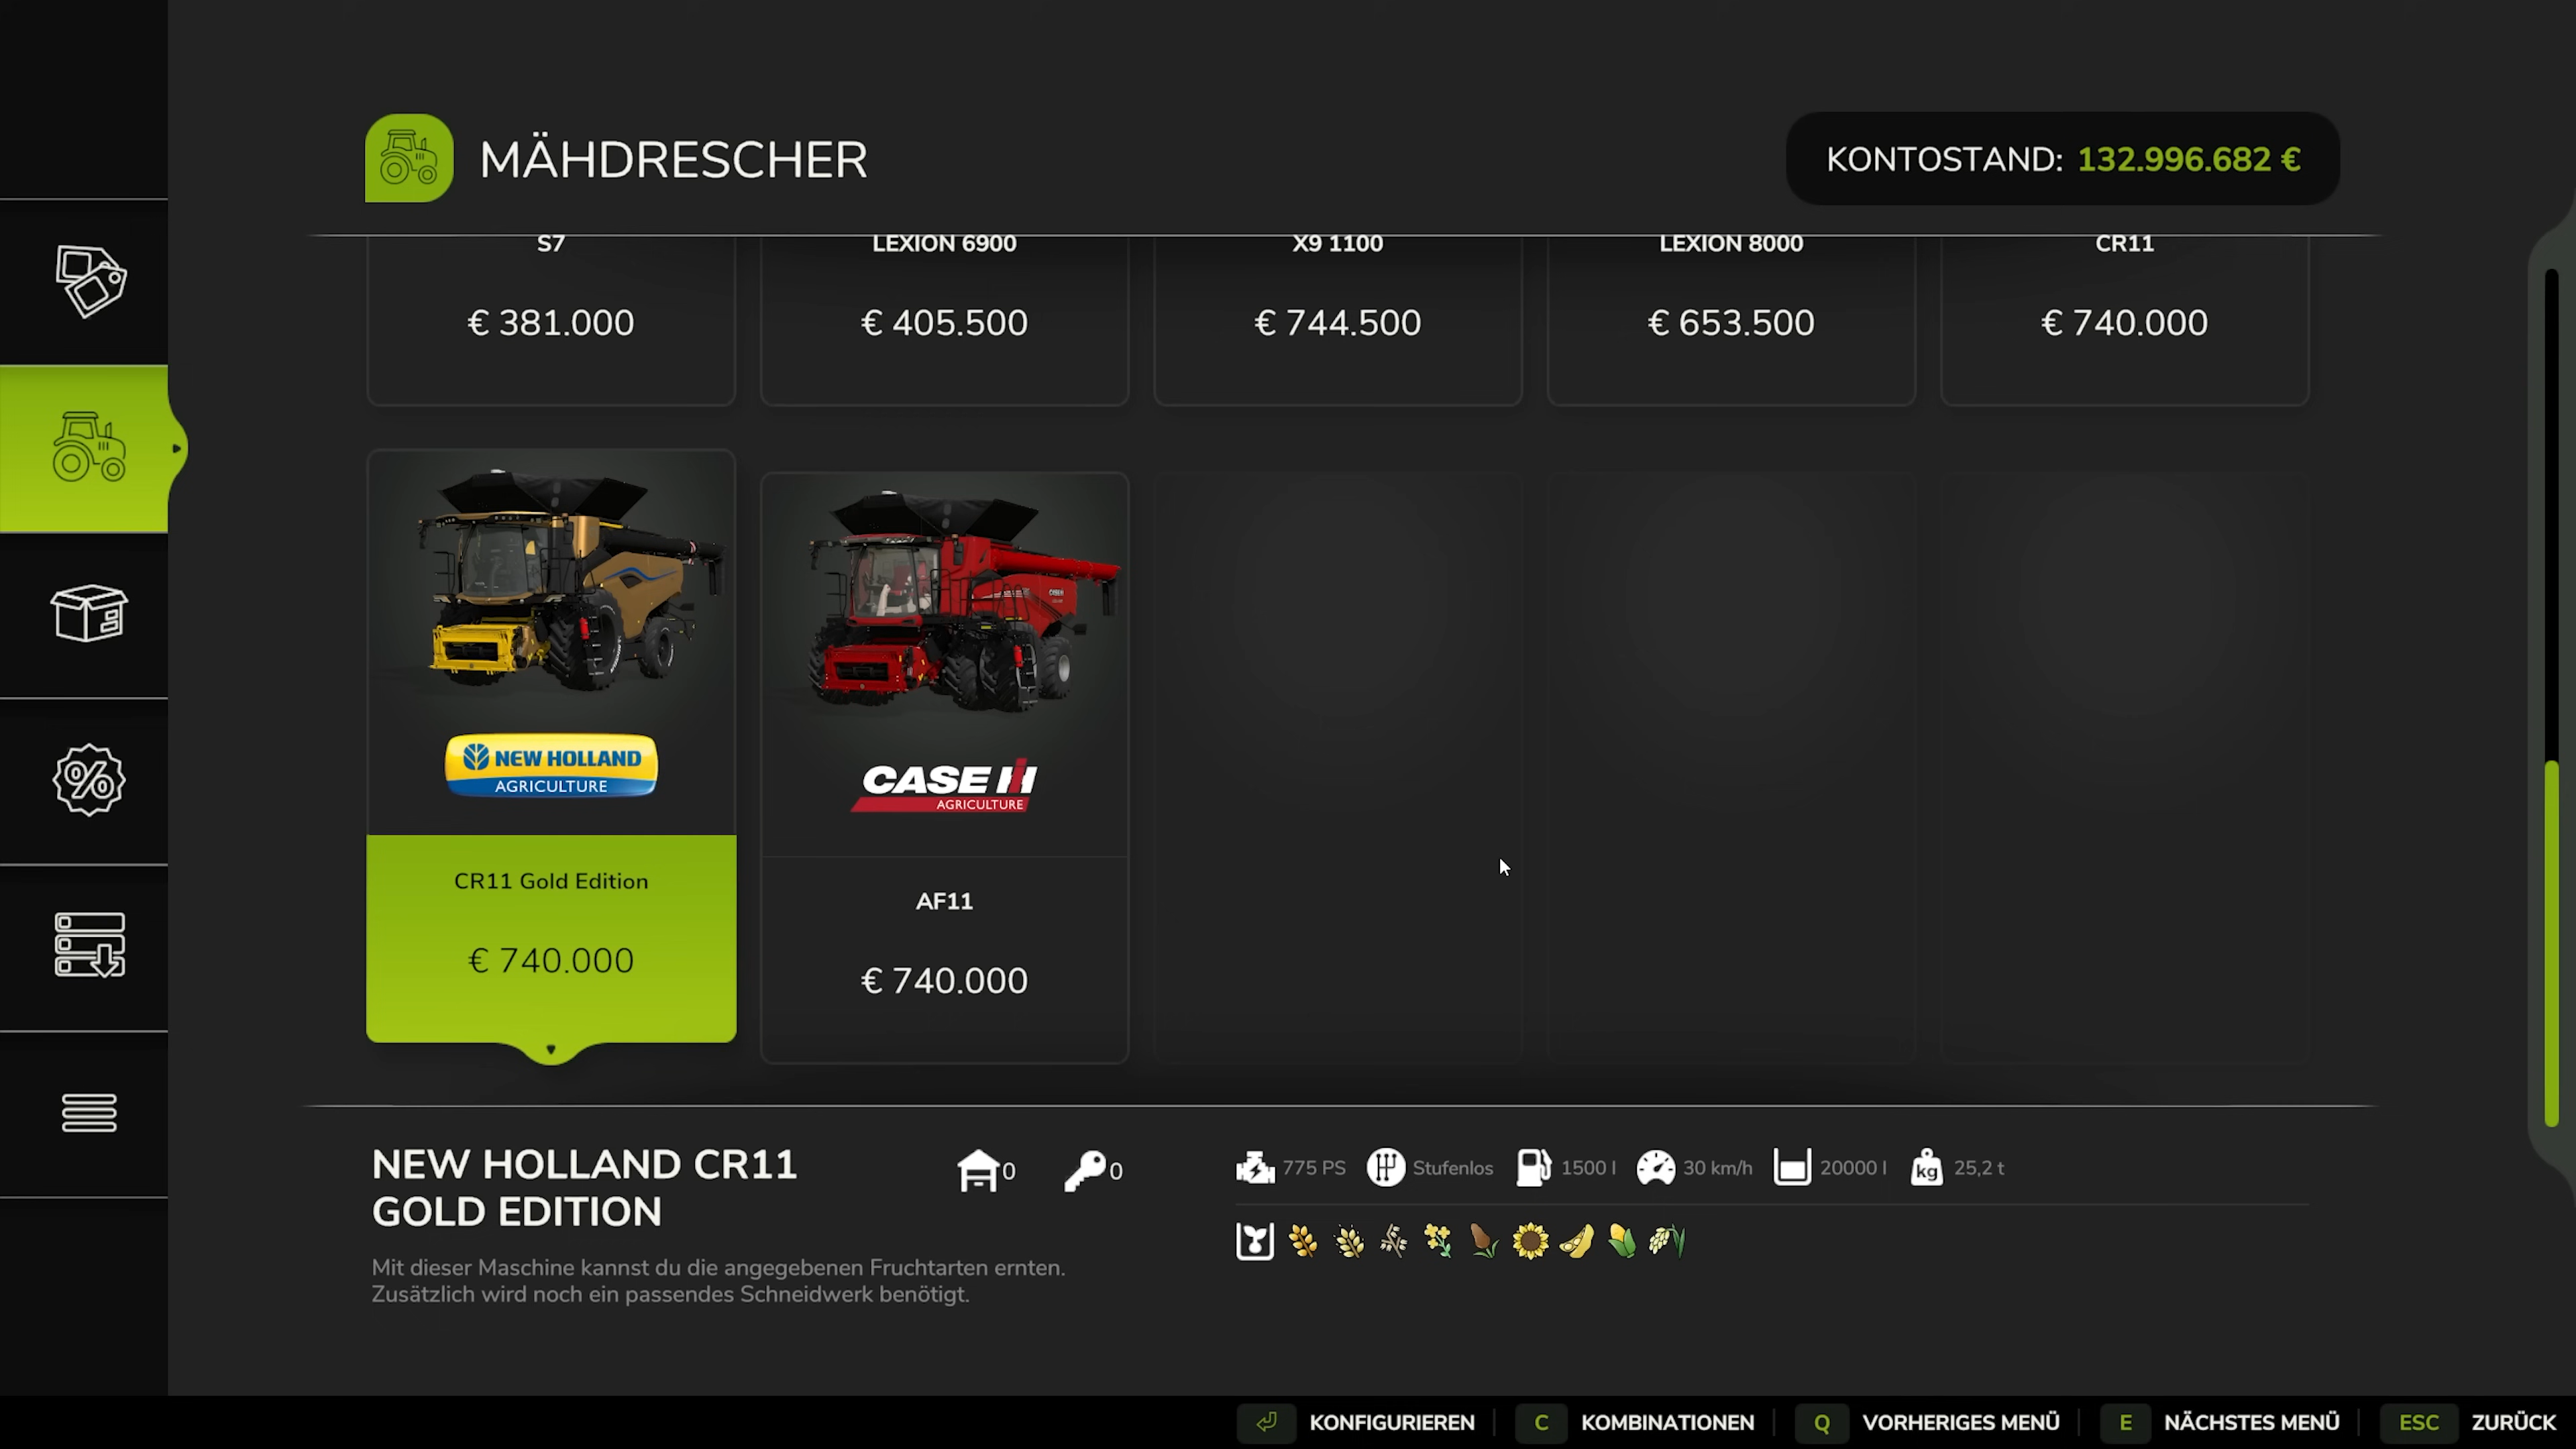 MÄHDRESCHER
KONTOSTAND: 132.996.682 €
S7
LEXION 6900
X9 1100
LEXION 8000
CR11
€ 381.000
€ 405.500
€ 744.500
€ 653.500
€ 740.000
NEW HOLLAND
AGRICULTURE
CASE IH
AGRICULTURE
CR11 Gold Edition
€ 740.000
AF11
€ 740.000
NEW HOLLAND CR11
GOLD EDITION
0
0
775 PS
Stufenlos
1500 l
30 km/h
20000 l
kg
25,2 t
Mit dieser Maschine kannst du die angegebenen Fruchtarten ernten.
Zusätzlich wird noch ein passendes Schneidwerk benötigt.
KONFIGURIEREN
C KOMBINATIONEN
Q VORHERIGES MENÜ
E NÄCHSTES MENÜ
ESC ZURÜCK